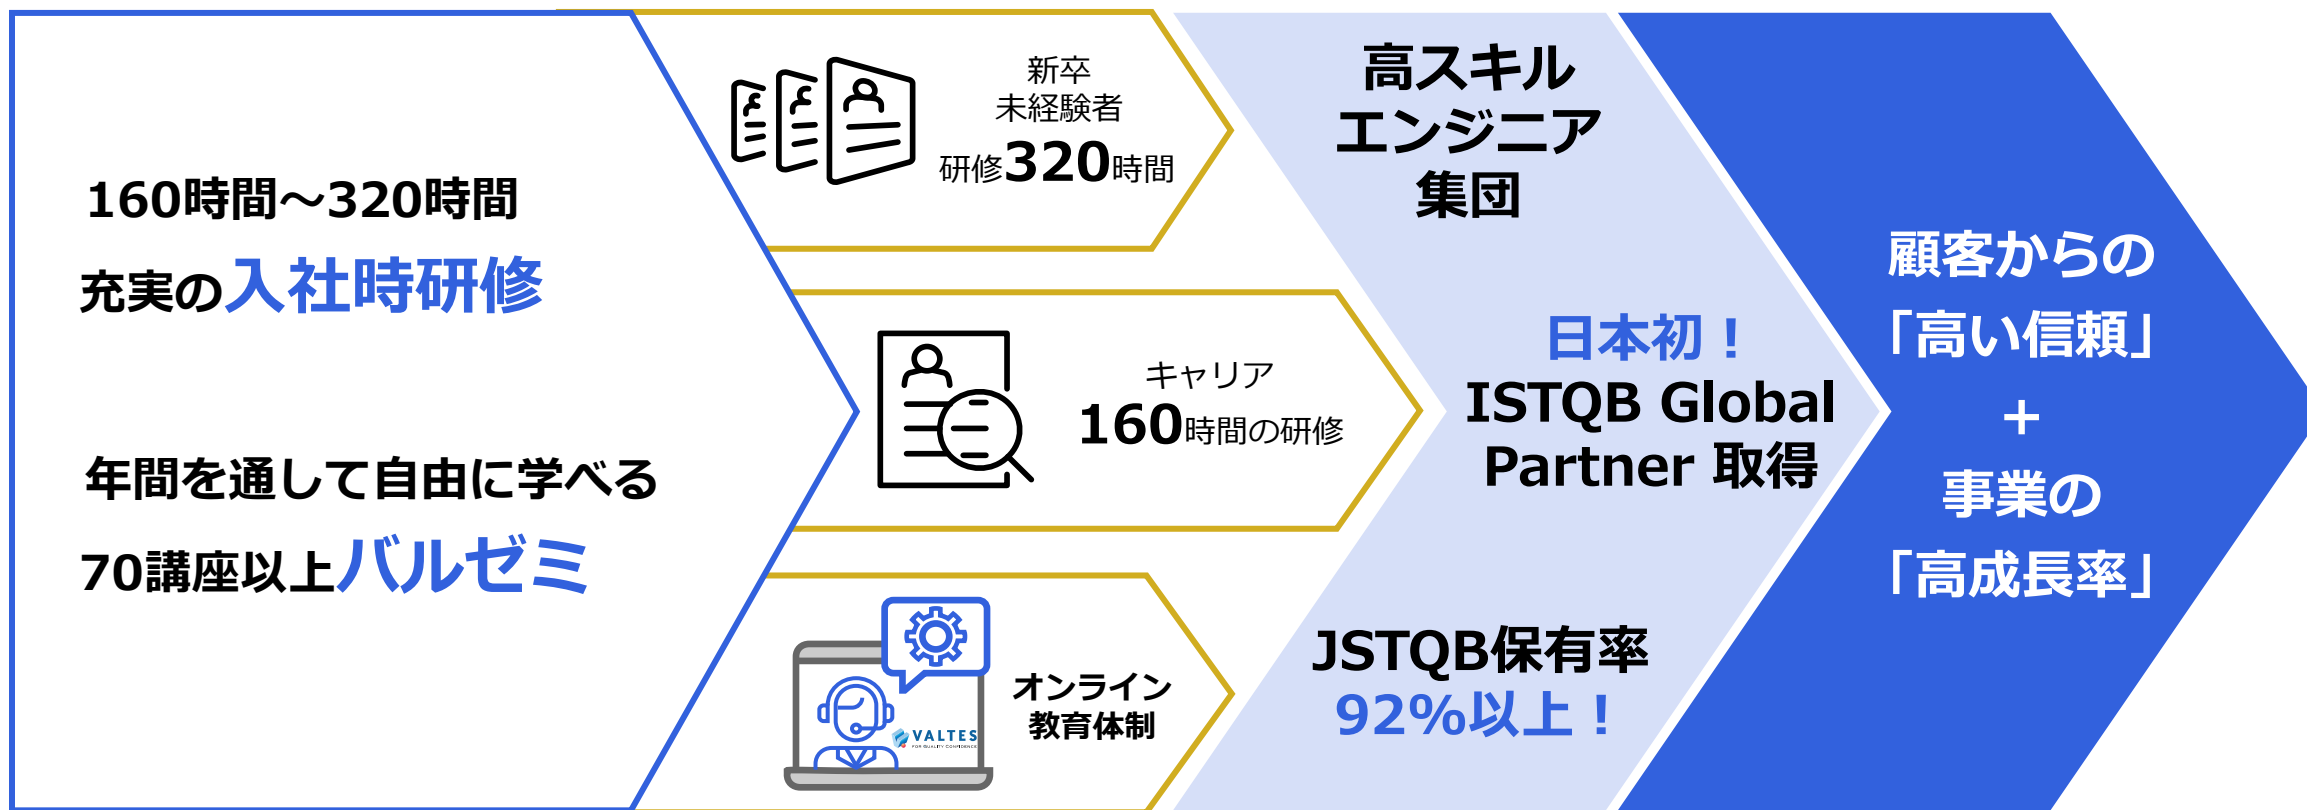 160時間～320時間
充実の入社時研修
年間を通して自由に学べる
70講座以上バルゼミ
新卒
未経験者
研修320時間
キャリア
160時間の研修
オンライン
教育体制
VALTES
FOR QUALITY CONFIDENCE
高スキル
エンジニア
集団
日本初！
ISTQB Global
Partner 取得
JSTQB保有率
92%以上！
顧客からの
「高い信頼」
+
事業の
「高成長率」